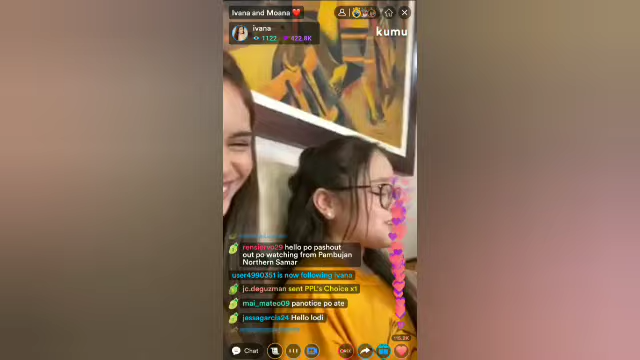 Ivana and Moana
ivana
1122 422.8K
kumu
rensiervo29 hello po pashout
out po watching from Pambujan
Northern Samar
user4990351 is now following ivana
jc.deguzman sent PPL's Choice x1
mai_mateo09 panotice po ate
jessagarcia24 Hello lodi
Chat